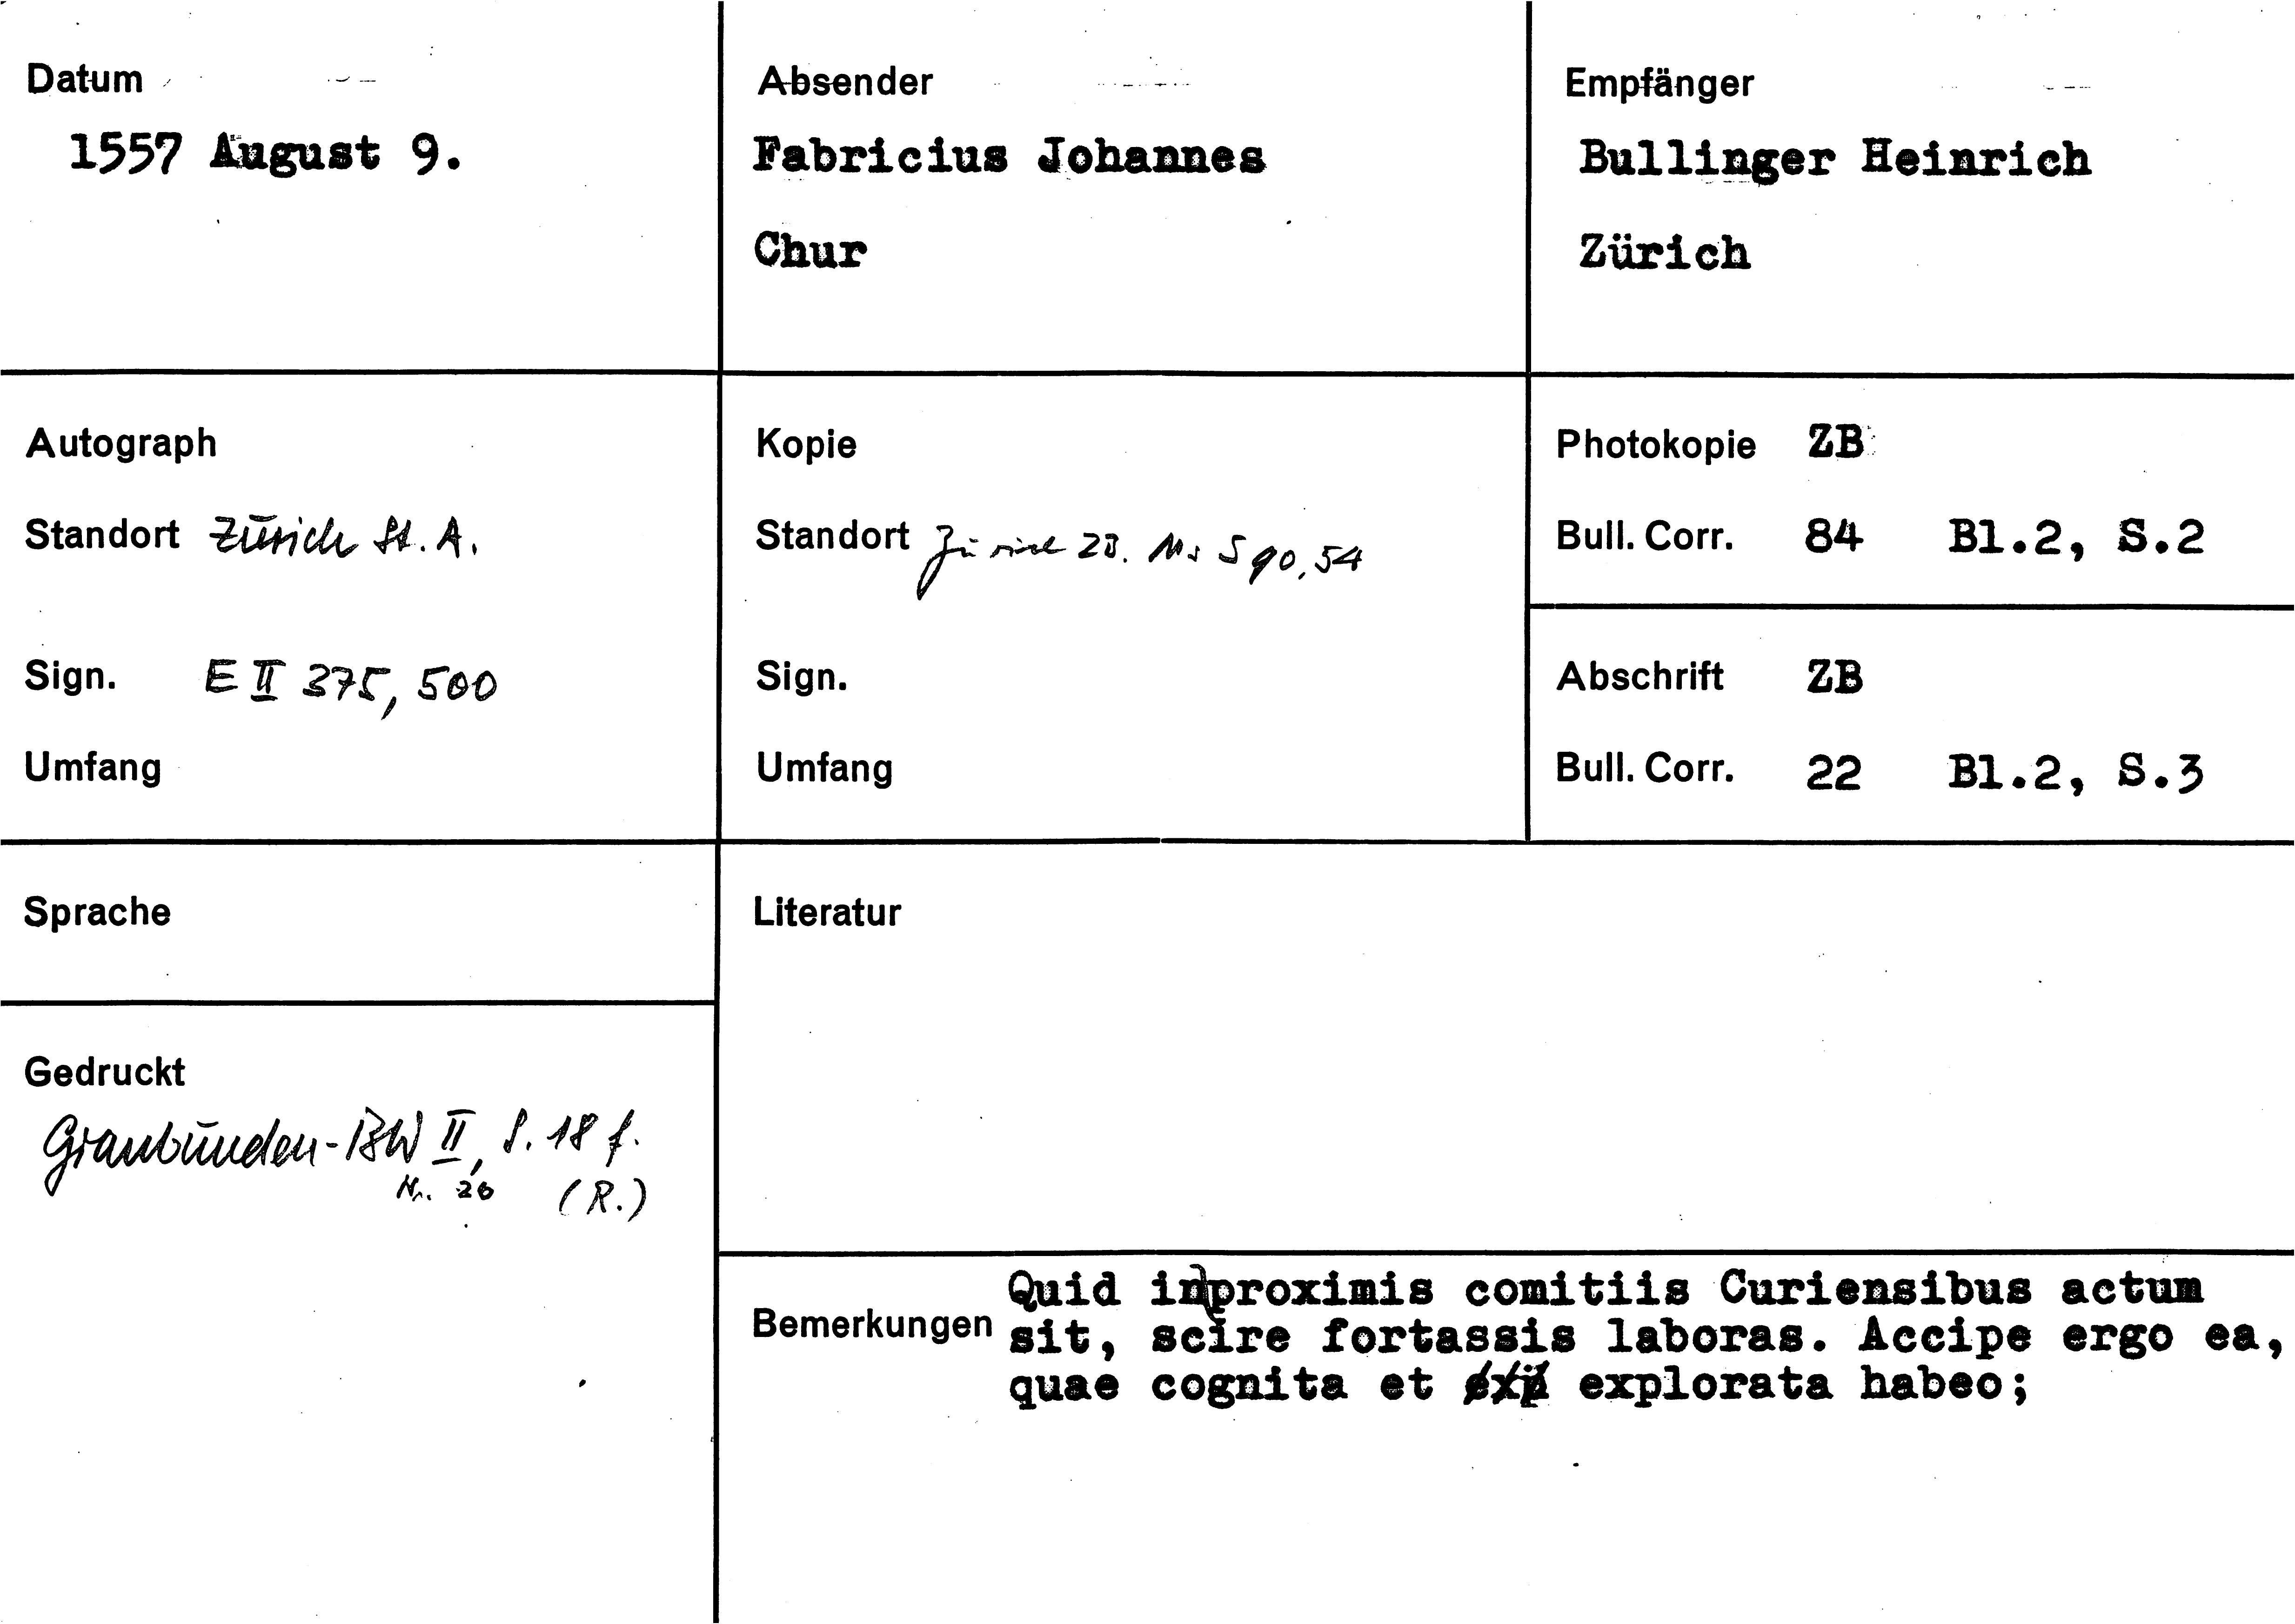 Datum
1557 August 9.
Absender
Fabricius Johannes
Chur
Empfänger
Bullinger Heinrich
Zürich
Autograph
Standort Zürich St. A.
Sign. E II 375, 500
Umfang
Kopie
Standort Zürich ZB. Ms S 90, 54
Sign.
Umfang
Photokopie ZB
Bull. Corr. 84 Bl.2, S.2
Abschrift ZB
Bull. Corr. 22 Bl.2, S.3
Sprache
Gedruckt
Graubünden-BW II, S. 18 f.
Nr. 26 (R.)
Literatur
Bemerkungen
Quid in proximis comitiis Curiensibus actum
sit, scire fortassis laboras. Accipe ergo ea,
quae cognita et explorata habeo;